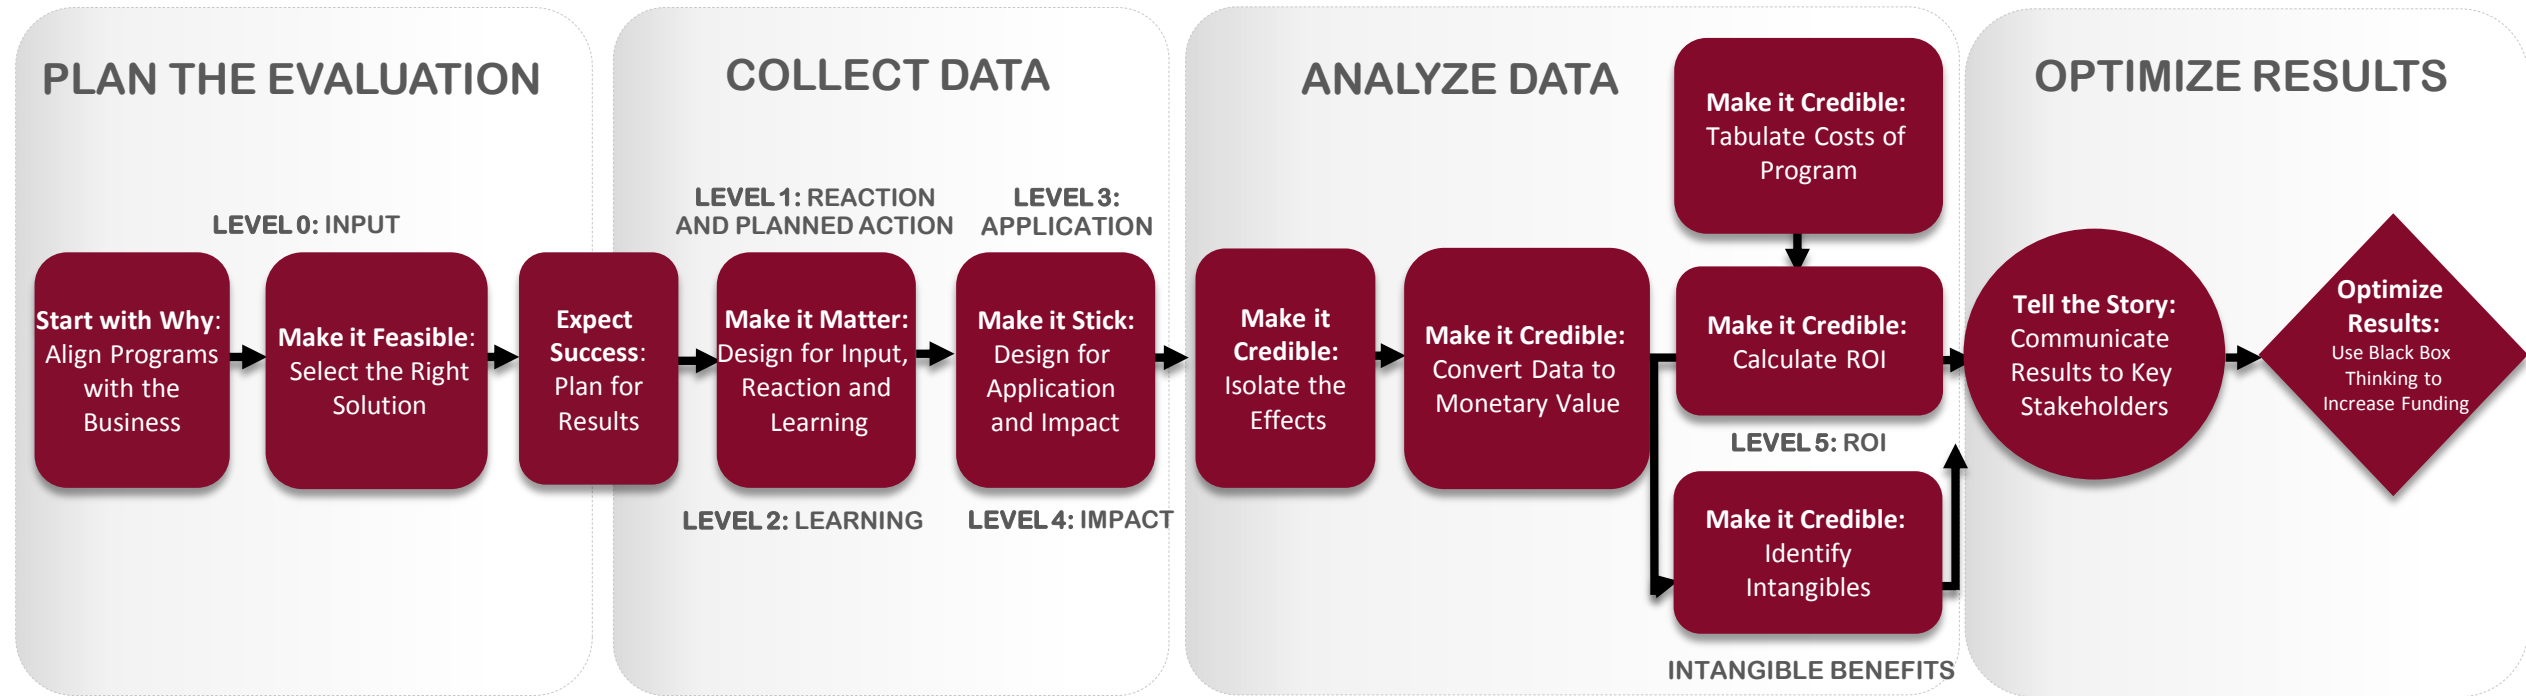 PLAN THE EVALUATION
LEVEL 0: INPUT
Start with Why:
Align Programs
with the
Business
Make it Feasible:
Select the Right
Solution
Expect
Success:
Plan for
Results
COLLECT DATA
LEVEL 1: REACTION
AND PLANNED ACTION
Make it Matter:
Design for Input,
Reaction and
Learning
LEVEL 2: LEARNING
LEVEL 3:
APPLICATION
Make it Stick:
Design for
Application
and Impact
LEVEL 4: IMPACT
ANALYZE DATA
Make it
Credible:
Isolate the
Effects
Make it Credible:
Convert Data to
Monetary Value
Make it Credible:
Tabulate Costs of
Program
Make it Credible:
Calculate ROI
LEVEL 5: ROI
Make it Credible:
Identify
Intangibles
INTANGIBLE BENEFITS
OPTIMIZE RESULTS
Tell the Story:
Communicate
Results to Key
Stakeholders
Optimize
Results:
Use Black Box
Thinking to
Increase Funding